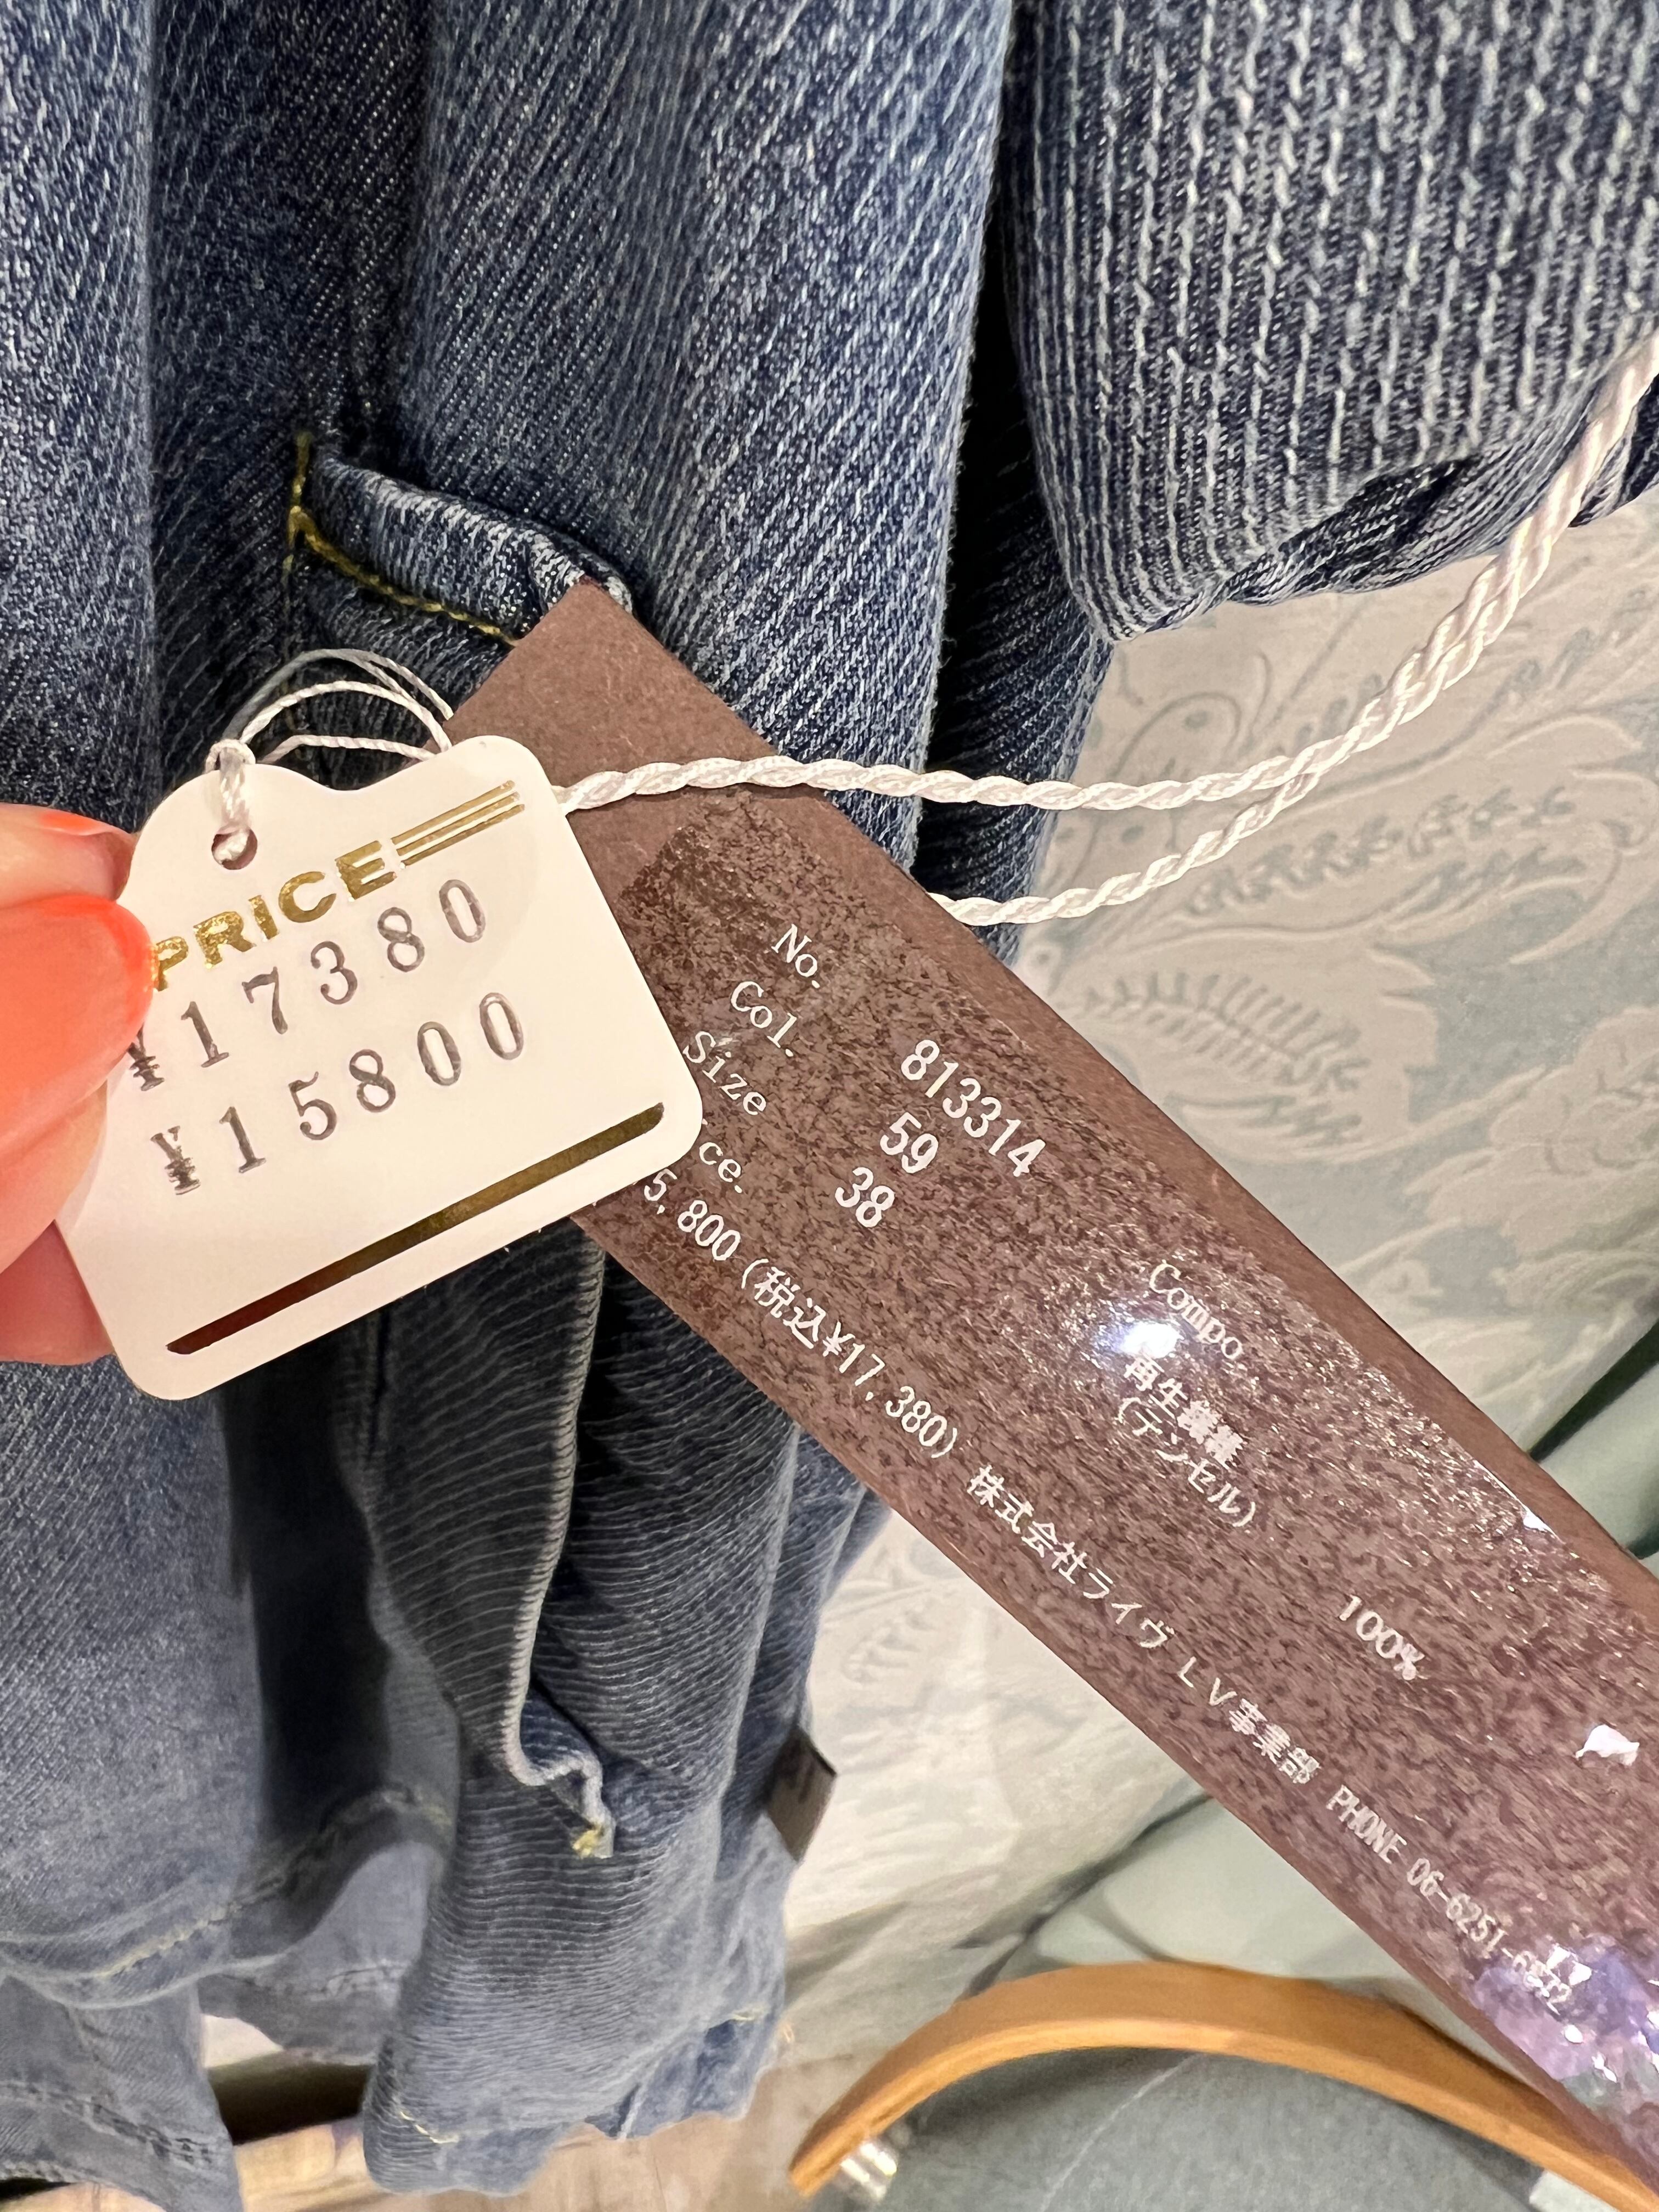 PRICE
¥17380
¥15800
No. 813314
Col. 59
Size 38
ce.
5,800(税込¥17,380) 株式会社ライヴ LV事業部 PHONE 06-6251-
Compo.
再生繊維 100%
(テンセル)